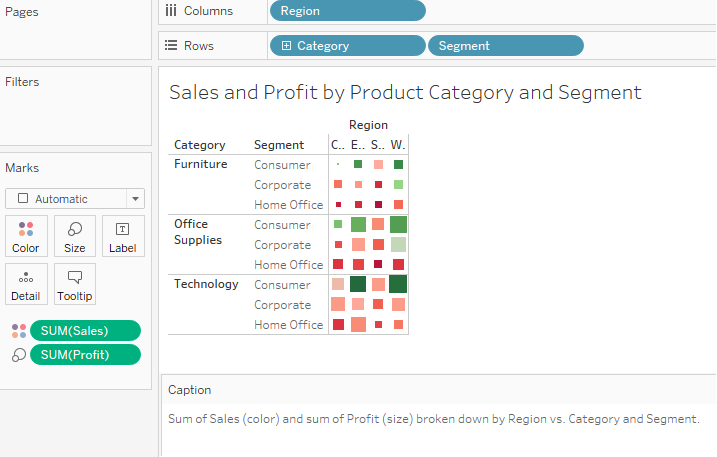 Pages
Columns
Region
Rows
Category
Segment
Filters
Sales and Profit by Product Category and Segment
Region
Category Segment C.. E.. S.. W..
Marks
Furniture Consumer
Corporate
Automatic
Home Office
Office Supplies Consumer
Corporate
Color Size Label
Home Office
Technology Consumer
Detail Tooltip
Corporate
Home Office
SUM(Sales)
SUM(Profit)
Caption
Sum of Sales (color) and sum of Profit (size) broken down by Region vs. Category and Segment.